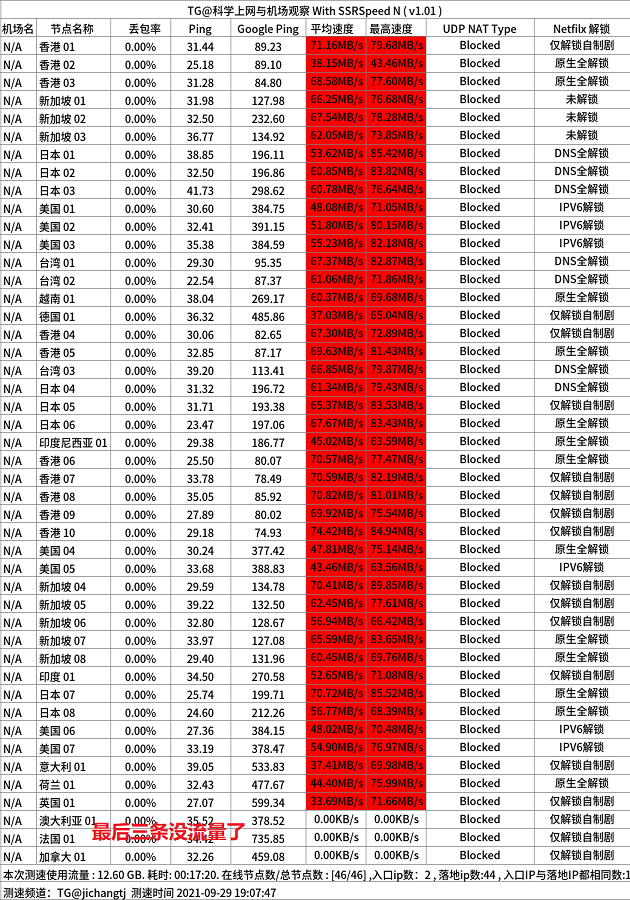 TG@科学上网与机场观察 With SSRSpeed N ( v1.01 )
机场名 节点名称 丢包率 Ping Google Ping 平均速度 最高速度 UDP NAT Type Netfilx 解锁
N/A 香港 01 0.00% 31.44 89.23 71.16MB/s 79.68MB/s Blocked 仅解锁自制剧
N/A 香港 02 0.00% 25.18 89.10 38.15MB/s 43.46MB/s Blocked 原生全解锁
N/A 香港 03 0.00% 31.28 84.80 68.58MB/s 77.60MB/s Blocked 原生全解锁
N/A 新加坡 01 0.00% 31.98 127.98 66.25MB/s 76.68MB/s Blocked 未解锁
N/A 新加坡 02 0.00% 32.50 232.60 67.54MB/s 78.28MB/s Blocked 未解锁
N/A 新加坡 03 0.00% 36.77 134.92 62.05MB/s 73.85MB/s Blocked 未解锁
N/A 日本 01 0.00% 38.85 196.11 53.62MB/s 85.42MB/s Blocked DNS全解锁
N/A 日本 02 0.00% 32.50 196.86 60.85MB/s 83.82MB/s Blocked DNS全解锁
N/A 日本 03 0.00% 41.73 298.62 60.78MB/s 76.64MB/s Blocked DNS全解锁
N/A 美国 01 0.00% 30.60 384.75 48.08MB/s 71.05MB/s Blocked IPV6解锁
N/A 美国 02 0.00% 32.41 391.15 51.80MB/s 80.15MB/s Blocked IPV6解锁
N/A 美国 03 0.00% 35.38 384.59 55.23MB/s 82.18MB/s Blocked IPV6解锁
N/A 台湾 01 0.00% 29.30 95.35 67.37MB/s 82.87MB/s Blocked DNS全解锁
N/A 台湾 02 0.00% 22.54 87.37 61.06MB/s 71.86MB/s Blocked DNS全解锁
N/A 越南 01 0.00% 38.04 269.17 60.37MB/s 69.68MB/s Blocked 原生全解锁
N/A 德国 01 0.00% 36.32 485.86 37.03MB/s 65.04MB/s Blocked 仅解锁自制剧
N/A 香港 04 0.00% 30.06 82.65 67.30MB/s 72.89MB/s Blocked 仅解锁自制剧
N/A 香港 05 0.00% 32.85 87.17 69.63MB/s 81.43MB/s Blocked 原生全解锁
N/A 台湾 03 0.00% 39.20 113.41 66.85MB/s 79.87MB/s Blocked DNS全解锁
N/A 日本 04 0.00% 31.32 196.72 61.34MB/s 79.43MB/s Blocked DNS全解锁
N/A 日本 05 0.00% 31.71 193.38 65.37MB/s 83.53MB/s Blocked 仅解锁自制剧
N/A 日本 06 0.00% 23.47 197.06 67.67MB/s 83.43MB/s Blocked 原生全解锁
N/A 印度尼西亚 01 0.00% 29.38 186.77 45.02MB/s 63.59MB/s Blocked 原生全解锁
N/A 香港 06 0.00% 25.50 80.07 70.57MB/s 77.47MB/s Blocked 原生全解锁
N/A 香港 07 0.00% 33.78 78.49 70.59MB/s 82.19MB/s Blocked 仅解锁自制剧
N/A 香港 08 0.00% 35.05 85.92 70.82MB/s 81.01MB/s Blocked 仅解锁自制剧
N/A 香港 09 0.00% 27.89 80.02 69.92MB/s 75.54MB/s Blocked 仅解锁自制剧
N/A 香港 10 0.00% 29.18 74.93 74.42MB/s 84.94MB/s Blocked 仅解锁自制剧
N/A 美国 04 0.00% 30.24 377.42 47.81MB/s 75.14MB/s Blocked 原生全解锁
N/A 美国 05 0.00% 33.68 388.83 43.46MB/s 63.56MB/s Blocked IPV6解锁
N/A 新加坡 04 0.00% 29.59 134.78 70.41MB/s 89.85MB/s Blocked 仅解锁自制剧
N/A 新加坡 05 0.00% 39.22 132.50 62.45MB/s 77.61MB/s Blocked 仅解锁自制剧
N/A 新加坡 06 0.00% 32.80 128.67 56.94MB/s 66.42MB/s Blocked 仅解锁自制剧
N/A 新加坡 07 0.00% 33.97 127.08 65.59MB/s 83.65MB/s Blocked 原生全解锁
N/A 新加坡 08 0.00% 29.40 131.96 60.45MB/s 69.76MB/s Blocked 原生全解锁
N/A 印度 01 0.00% 34.50 270.58 52.65MB/s 71.08MB/s Blocked 仅解锁自制剧
N/A 日本 07 0.00% 25.74 199.71 70.72MB/s 85.52MB/s Blocked 原生全解锁
N/A 日本 08 0.00% 24.60 212.26 56.77MB/s 68.39MB/s Blocked 原生全解锁
N/A 美国 06 0.00% 27.36 384.15 48.02MB/s 70.48MB/s Blocked IPV6解锁
N/A 美国 07 0.00% 33.19 378.47 54.90MB/s 76.97MB/s Blocked IPV6解锁
N/A 意大利 01 0.00% 39.05 533.83 37.41MB/s 69.98MB/s Blocked 仅解锁自制剧
N/A 荷兰 01 0.00% 32.43 477.67 44.40MB/s 75.99MB/s Blocked 原生全解锁
N/A 英国 01 0.00% 27.07 599.34 33.69MB/s 71.66MB/s Blocked 仅解锁自制剧
N/A 澳大利亚 01 0.00% 35.52 378.52 0.00KB/s 0.00KB/s Blocked 仅解锁自制剧
最后三条没流量了
N/A 法国 01 0.00% 34.42 735.85 0.00KB/s 0.00KB/s Blocked 仅解锁自制剧
N/A 加拿大 01 0.00% 32.26 459.08 0.00KB/s 0.00KB/s Blocked 仅解锁自制剧
本次测速使用流量 : 12.60 GB. 耗时: 00:17:20. 在线节点数/总节点数 : [46/46] ,入口ip数：2 , 落地ip数:44 , 入口IP与落地IP都相同数:1
测速频道：TG@jichangtj 测速时间 2021-09-29 19:07:47